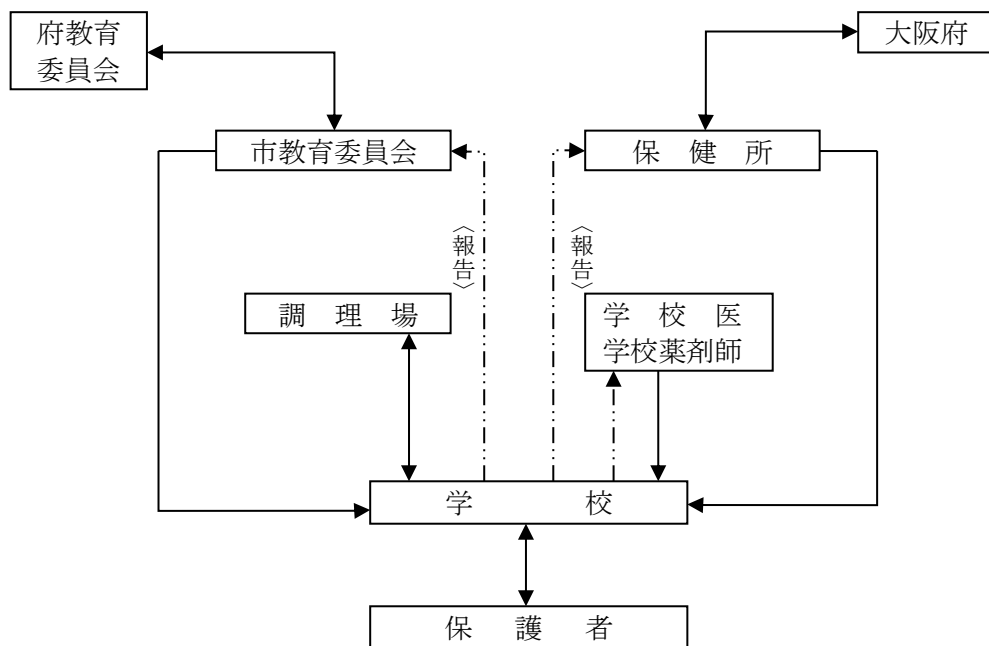 府教育
委員会
大阪府
市教育委員会
保健所
〈報告〉
〈報告〉
調理場
学校医
学校薬剤師
学校
保護者